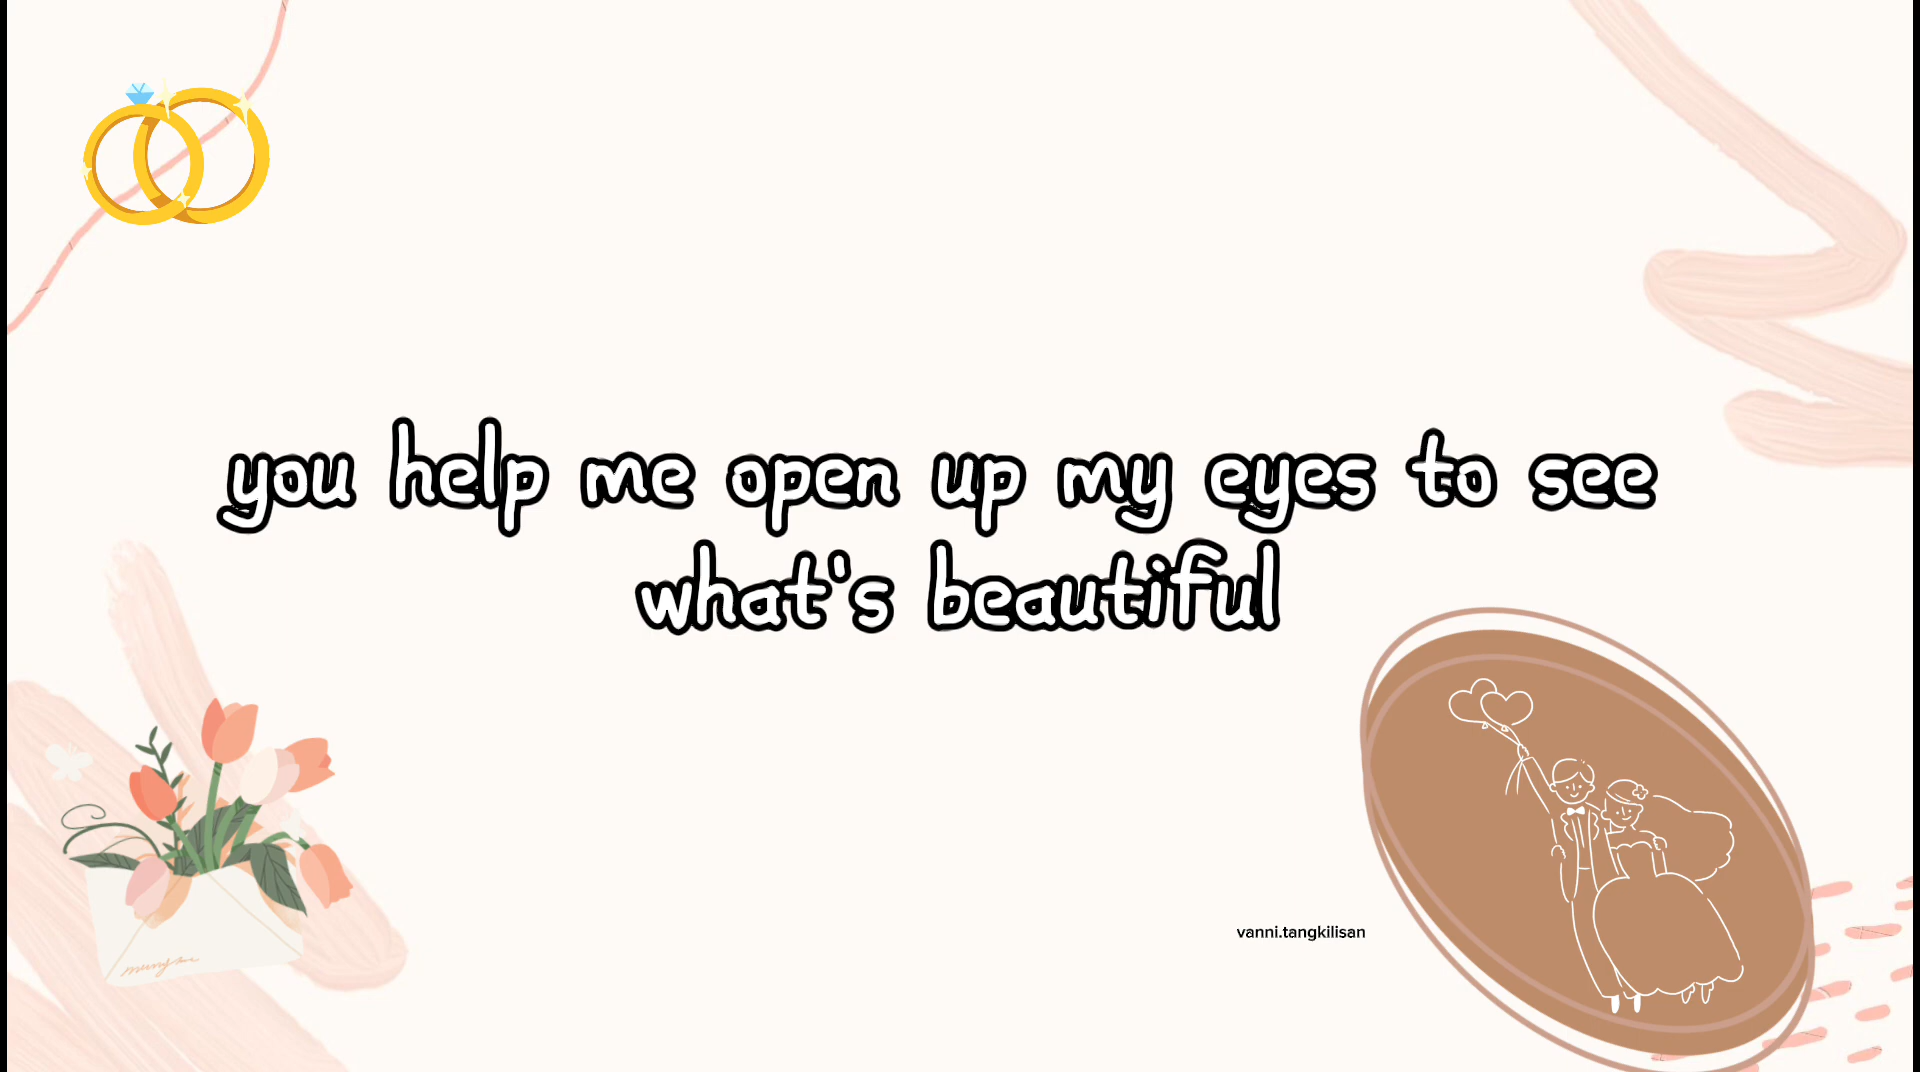 you help me open up my eyes to see
what's beautiful
vanni.tangkilisan